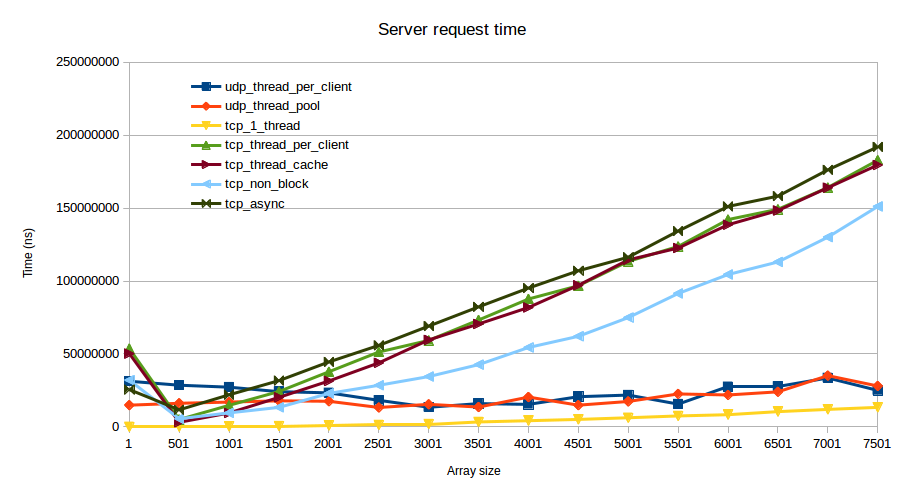 Server request time
250000000
200000000
150000000
100000000
50000000
0
Time (ns)
udp_thread_per_client
udp_thread_pool
tcp_1_thread
tcp_thread_per_client
tcp_thread_cache
tcp_non_block
tcp_async
1 501 1001 1501 2001 2501 3001 3501 4001 4501 5001 5501 6001 6501 7001 7501
Array size